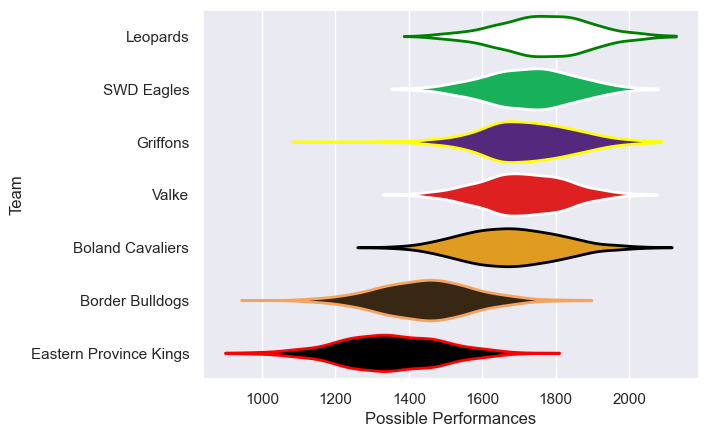 Team
Leopards
SWD Eagles
Griffons
Valke
Boland Cavaliers
Border Bulldogs
Eastern Province Kings
1000 1200 1400 1600 1800 2000
Possible Performances